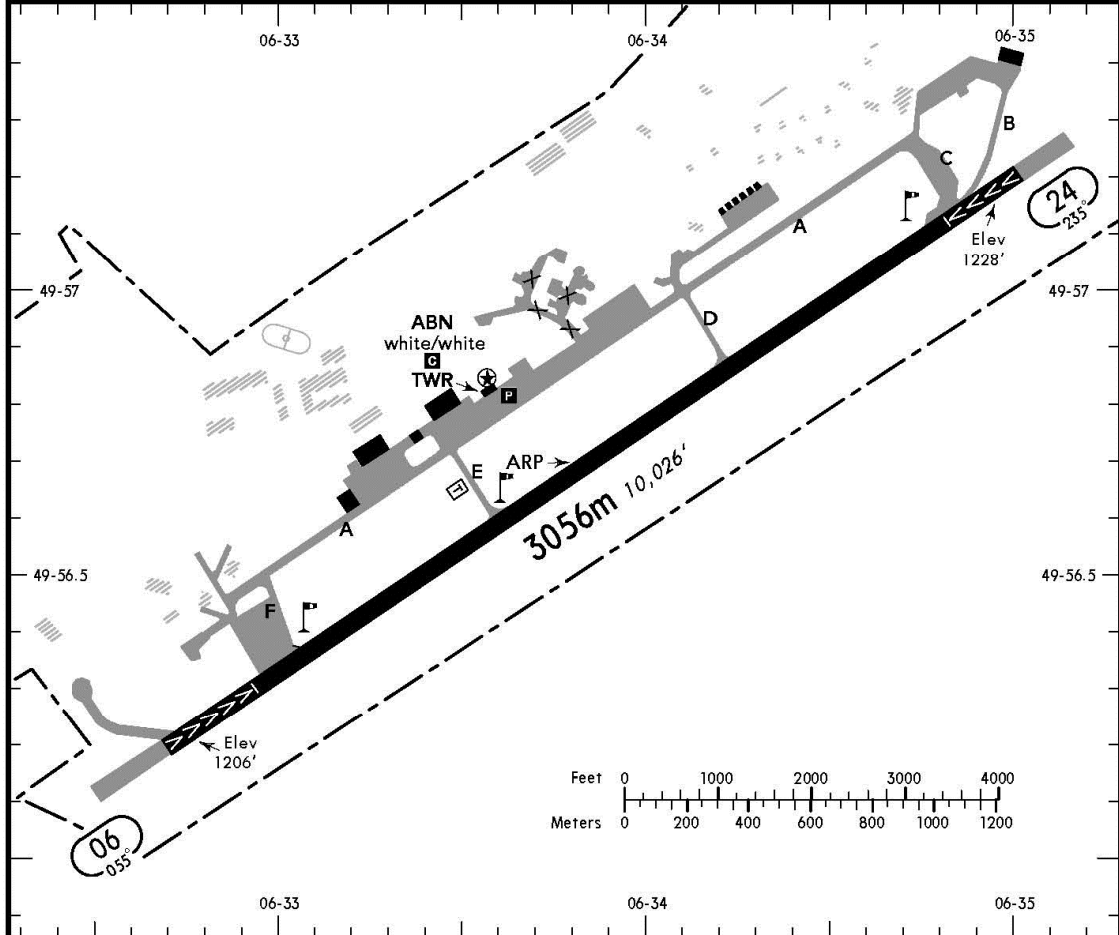 06-33
06-34
06-35
B
C
24
235°
A
Elev
1228'
49-57
49-57
D
ABN
white/white
C
TWR
P
E
ARP
T
3056m 10,026'
A
49-56.5
49-56.5
F
Elev
1206'
06
055°
Feet 0 1000 2000 3000 4000
Meters 0 200 400 600 800 1000 1200
06-33
06-34
06-35